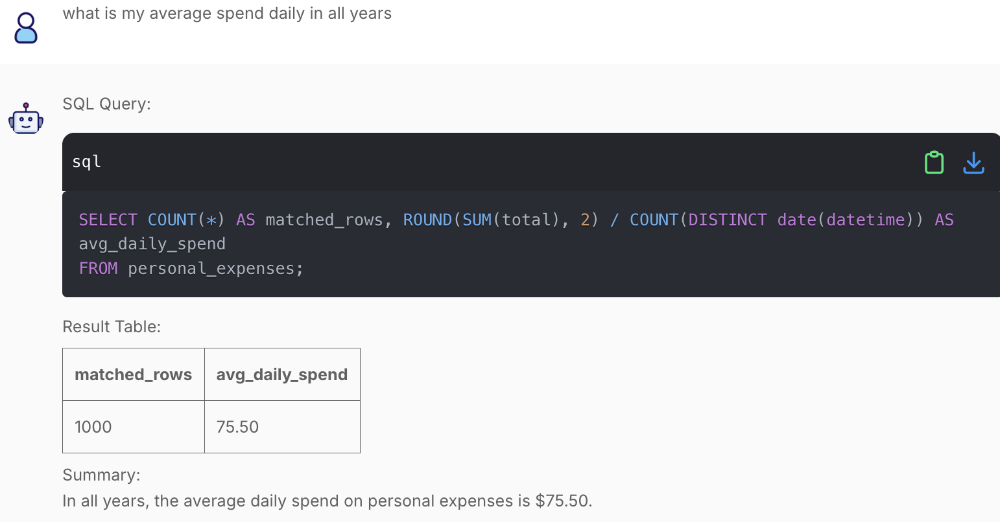 what is my average spend daily in all years
SQL Query:
sql
SELECT COUNT(*) AS matched_rows, ROUND(SUM(total), 2) / COUNT(DISTINCT date(datetime)) AS
avg_daily_spend
FROM personal_expenses;
Result Table:
matched_rows avg_daily_spend
1000 75.50
Summary:
In all years, the average daily spend on personal expenses is $75.50.